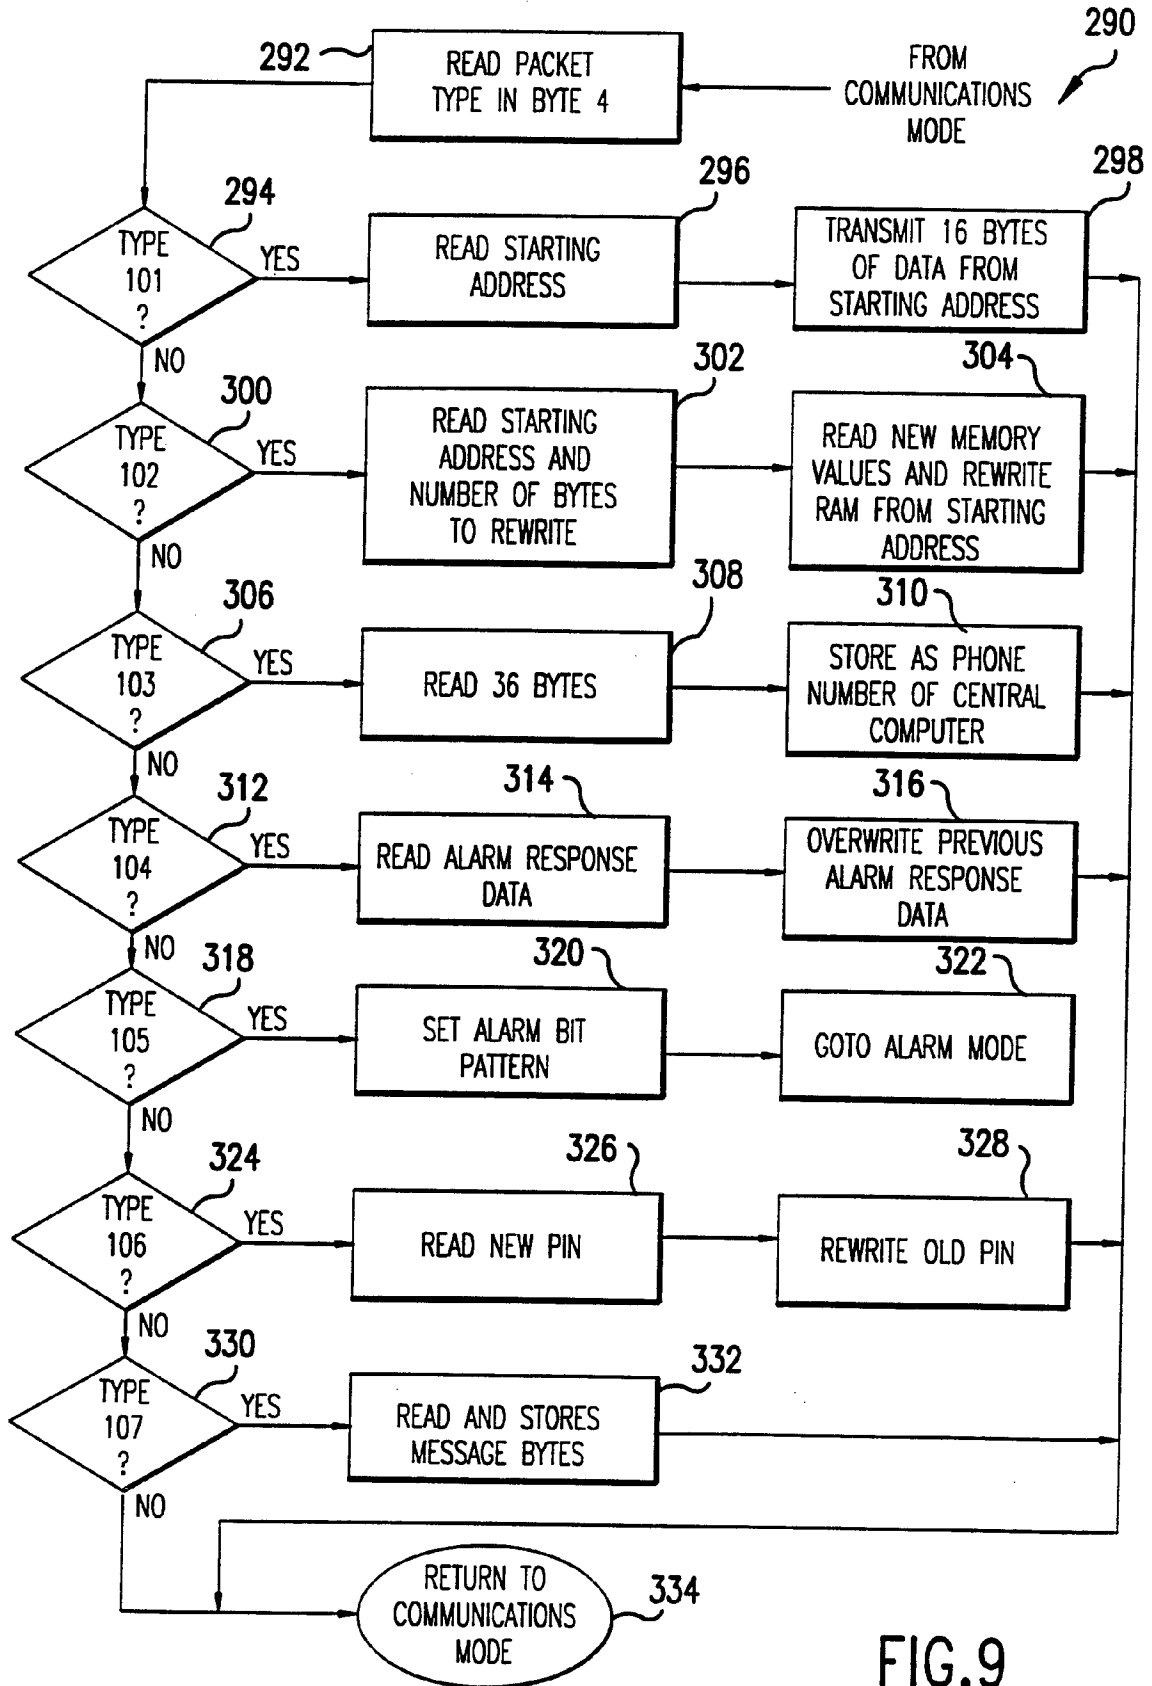 290
292
READ PACKET
TYPE IN BYTE 4
FROM
COMMUNICATIONS
MODE
294
TYPE
101
?
YES
NO
296
READ STARTING
ADDRESS
298
TRANSMIT 16 BYTES
OF DATA FROM
STARTING ADDRESS
300
TYPE
102
?
YES
NO
302
READ STARTING
ADDRESS AND
NUMBER OF BYTES
TO REWRITE
304
READ NEW MEMORY
VALUES AND REWRITE
RAM FROM STARTING
ADDRESS
306
TYPE
103
?
YES
NO
308
READ 36 BYTES
310
STORE AS PHONE
NUMBER OF CENTRAL
COMPUTER
312
TYPE
104
?
YES
NO
314
READ ALARM RESPONSE
DATA
316
OVERWRITE PREVIOUS
ALARM RESPONSE
DATA
318
TYPE
105
?
YES
NO
320
SET ALARM BIT
PATTERN
322
GOTO ALARM MODE
324
TYPE
106
?
YES
NO
326
READ NEW PIN
328
REWRITE OLD PIN
330
TYPE
107
?
YES
NO
332
READ AND STORES
MESSAGE BYTES
RETURN TO
COMMUNICATIONS
MODE
334
FIG.9